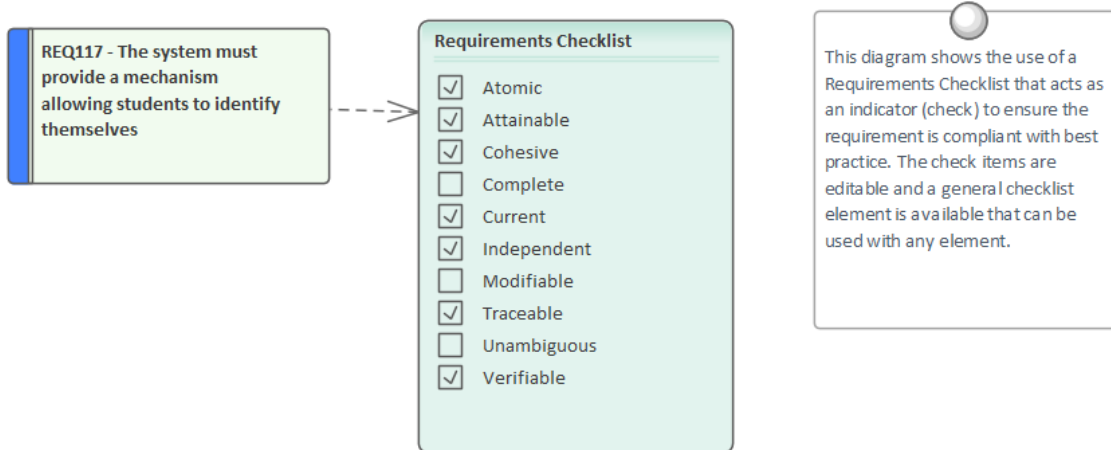 REQ117 - The system must
provide a mechanism
allowing students to identify
themselves
Requirements Checklist
Atomic
Attainable
Cohesive
Complete
Current
Independent
Modifiable
Traceable
Unambiguous
Verifiable
This diagram shows the use of a
Requirements Checklist that acts as
an indicator (check) to ensure the
requirement is compliant with best
practice. The check items are
editable and a general checklist
element is available that can be
used with any element.